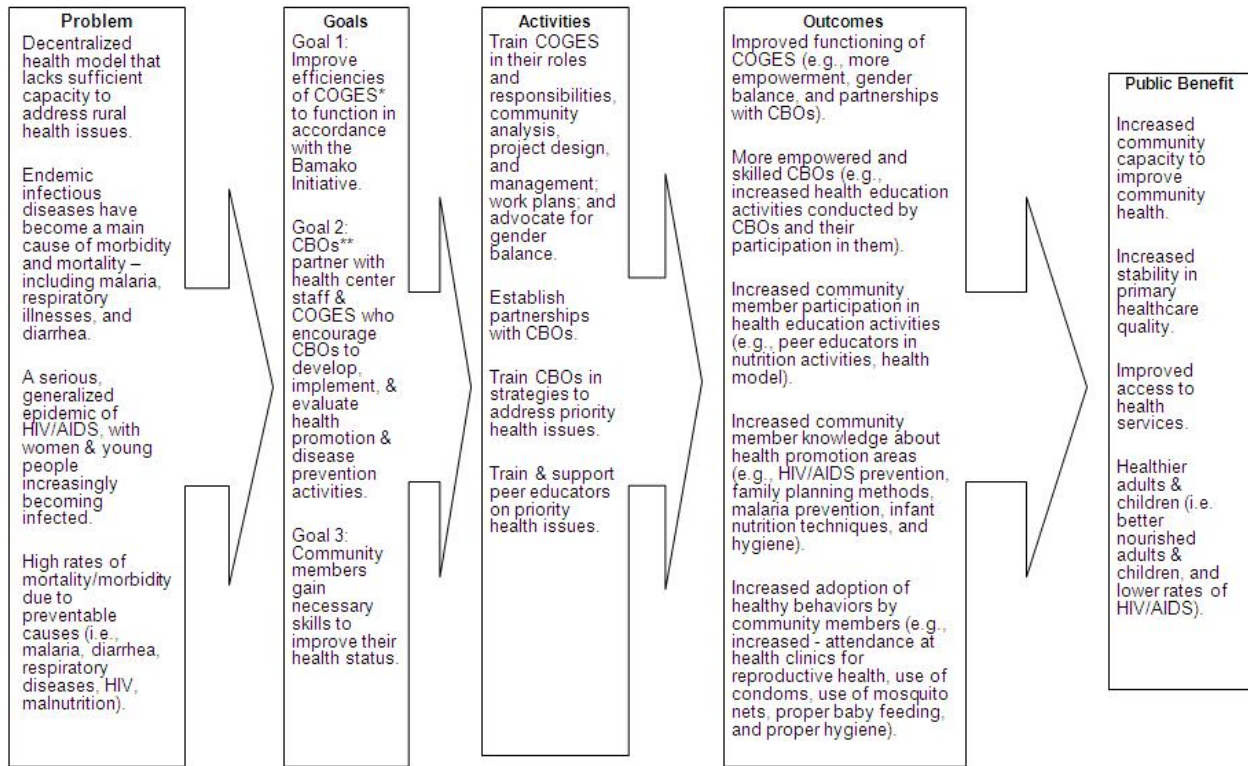 Problem
Decentralized
health model that
lacks sufficient
capacity to
address rural
health issues.
Endemic
infectious
diseases have
become a main
cause of morbidity
and mortality –
including malaria,
respiratory
illnesses, and
diarrhea.
A serious,
generalized
epidemic of
HIV/AIDS, with
women & young
people
increasingly
becoming
infected.
High rates of
mortality/morbidity
due to
preventable
causes (i.e.,
malaria, diarrhea,
respiratory
diseases, HIV,
malnutrition).
Goals
Goal 1:
Improve
efficiencies
of COGES*
to function in
accordance
with the
Bamako
Initiative.
Goal 2:
CBOs**
partner with
health center
staff &
COGES who
encourage
CBOs to
develop,
implement, &
evaluate
health
promotion &
disease
prevention
activities.
Goal 3:
Community
members
gain
necessary
skills to
improve their
health status.
Activities
Train COGES
in their roles
and
responsibilities,
community
analysis,
project design,
and
management;
work plans; and
advocate for
gender
balance.
Establish
partnerships
with CBOs.
Train CBOs in
strategies to
address priority
health issues.
Train & support
peer educators
on priority
health issues.
Outcomes
Improved functioning of
COGES (e.g., more
empowerment, gender
balance, and partnerships
with CBOs).
More empowered and
skilled CBOs (e.g.,
increased health education
activities conducted by
CBOs and their
participation in them).
Increased community
member participation in
health education activities
(e.g., peer educators in
nutrition activities, health
model).
Increased community
member knowledge about
health promotion areas
(e.g., HIV/AIDS prevention,
family planning methods,
malaria prevention, infant
nutrition techniques, and
hygiene).
Increased adoption of
healthy behaviors by
community members (e.g.,
increased - attendance at
health clinics for
reproductive health, use of
condoms, use of mosquito
nets, proper baby feeding,
and proper hygiene).
Public Benefit
Increased
community
capacity to
improve
community
health.
Increased
stability in
primary
healthcare
quality.
Improved
access to
health
services.
Healthier
adults &
children (i.e.
better
nourished
adults &
children, and
lower rates of
HIV/AIDS).